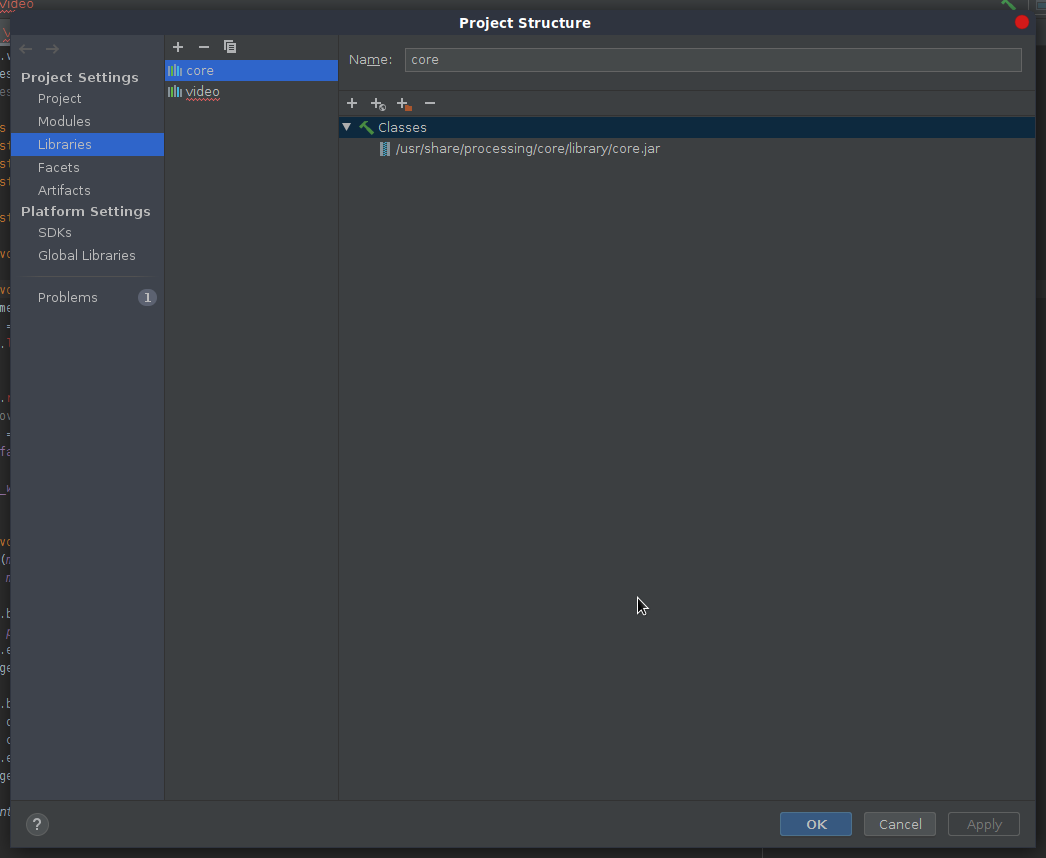 Video
Project Structure
Project Settings
Project
Modules
Libraries
Facets
Artifacts
Platform Settings
SDKs
Global Libraries
Problems 1
core
video
Name: core
Classes
/usr/share/processing/core/library/core.jar
?
OK
Cancel
Apply